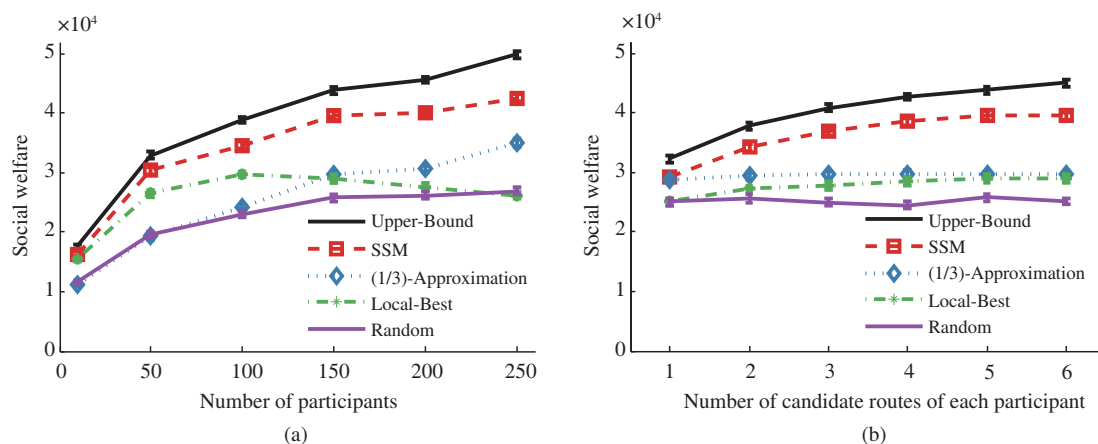 ×10⁴
5
4
3
2
1
0
Social welfare
Upper-Bound
SSM
(1/3)-Approximation
Local-Best
Random
0 50 100 150 200 250
Number of participants
(a)
×10⁴
5
4
3
2
1
0
Social welfare
Upper-Bound
SSM
(1/3)-Approximation
Local-Best
Random
1 2 3 4 5 6
Number of candidate routes of each participant
(b)